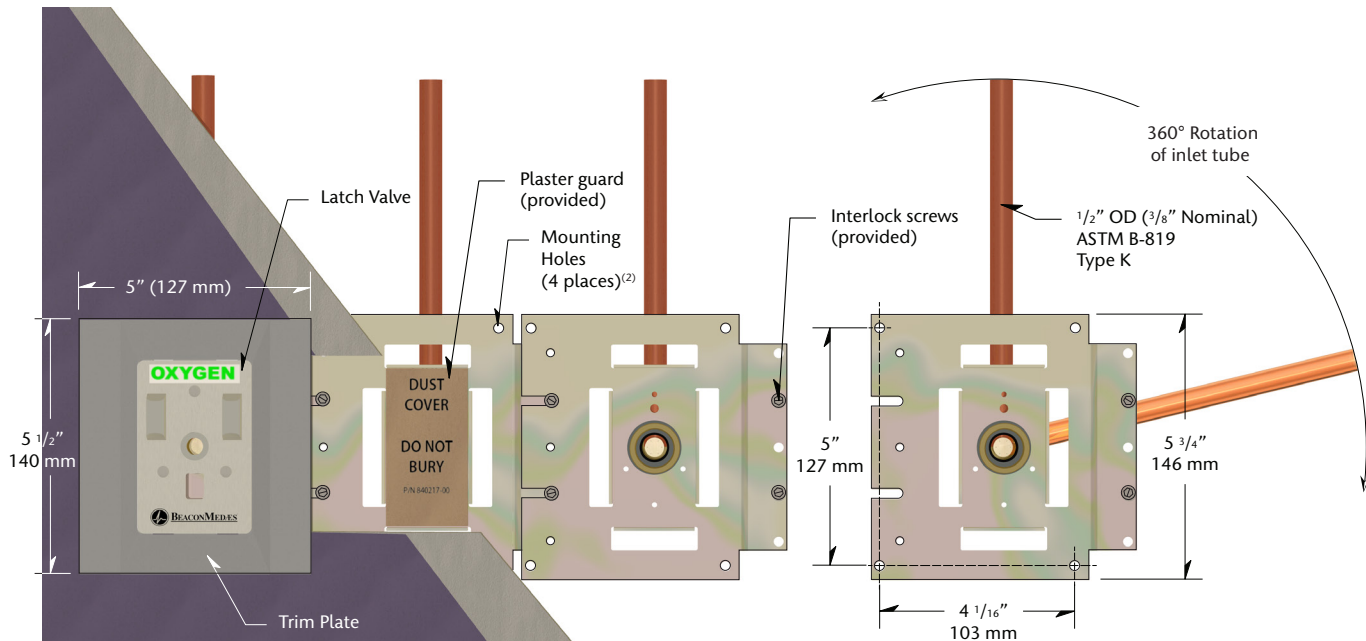 360° Rotation
of inlet tube
Latch Valve
Plaster guard
(provided)
Mounting
Holes
(4 places)(2)
Interlock screws
(provided)
1/2” OD (3/8” Nominal)
ASTM B-819
Type K
5” (127 mm)
OXYGEN
DUST
COVER
DO NOT
BURY
P/N 840217-00
5 1/2”
140 mm
5”
127 mm
5 3/4”
146 mm
BEACONMEDÆS
Trim Plate
4 1/16”
103 mm